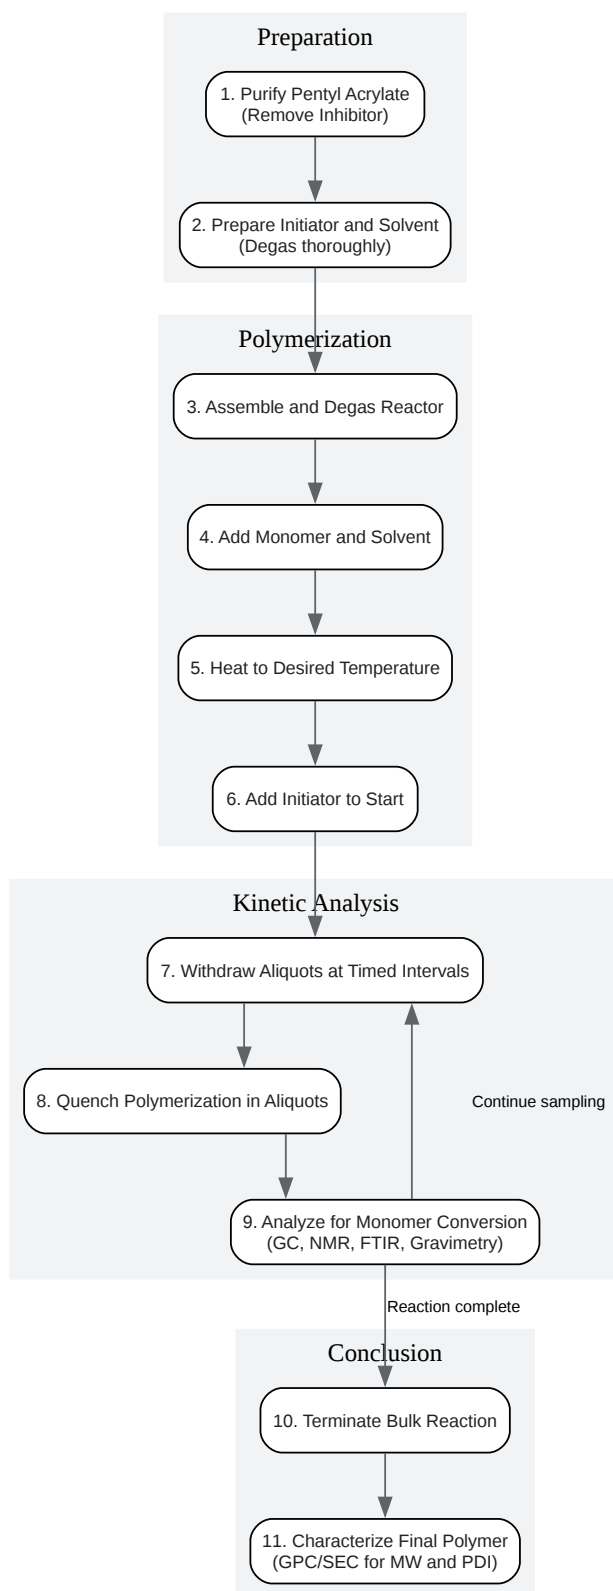 Preparation
1. Purify Pentyl Acrylate
(Remove Inhibitor)
2. Prepare Initiator and Solvent
(Degas thoroughly)
Polymerization
3. Assemble and Degas Reactor
4. Add Monomer and Solvent
5. Heat to Desired Temperature
6. Add Initiator to Start
Kinetic Analysis
7. Withdraw Aliquots at Timed Intervals
8. Quench Polymerization in Aliquots
Continue sampling
9. Analyze for Monomer Conversion
(GC, NMR, FTIR, Gravimetry)
Reaction complete
Conclusion
10. Terminate Bulk Reaction
11. Characterize Final Polymer
(GPC/SEC for MW and PDI)